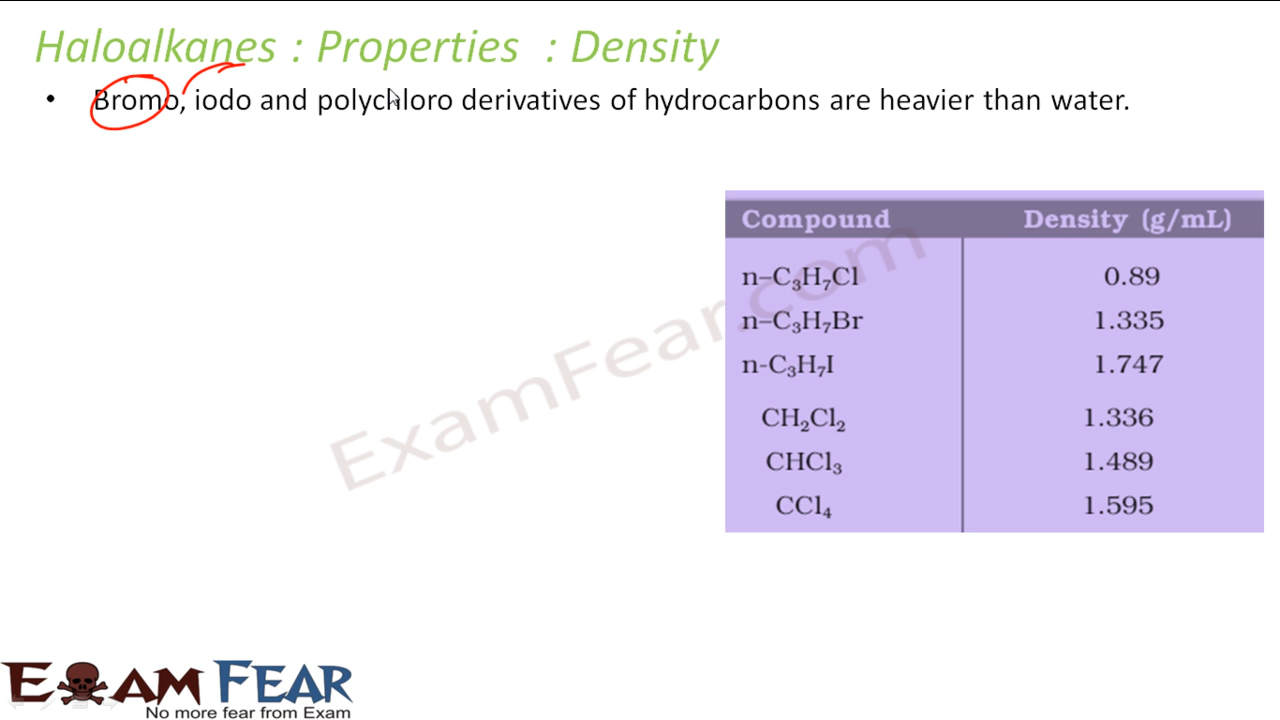 Haloalkanes : Properties : Density
• Bromo, iodo and polychloro derivatives of hydrocarbons are heavier than water.
Compound Density (g/mL)
n–C₃H₇Cl 0.89
n–C₃H₇Br 1.335
n-C₃H₇I 1.747
CH₂Cl₂ 1.336
CHCl₃ 1.489
CCl₄ 1.595
ExamFear.com
EXAM FEAR
No more fear from Exam